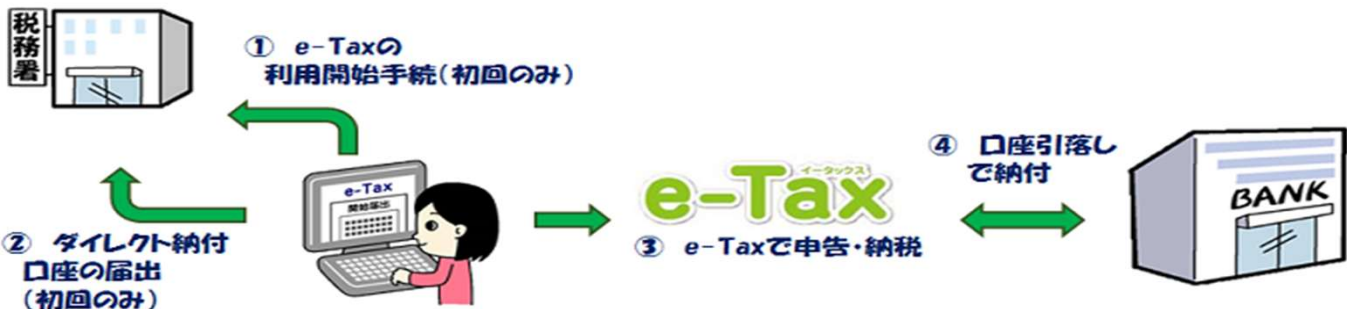 税務署
① e-Taxの
利用開始手続(初回のみ)
② ダイレクト納付
口座の届出
(初回のみ)
e-Tax
開始届出
イータックス
e-Tax
③ e-Taxで申告・納税
④ 口座引落し
で納付
BANK